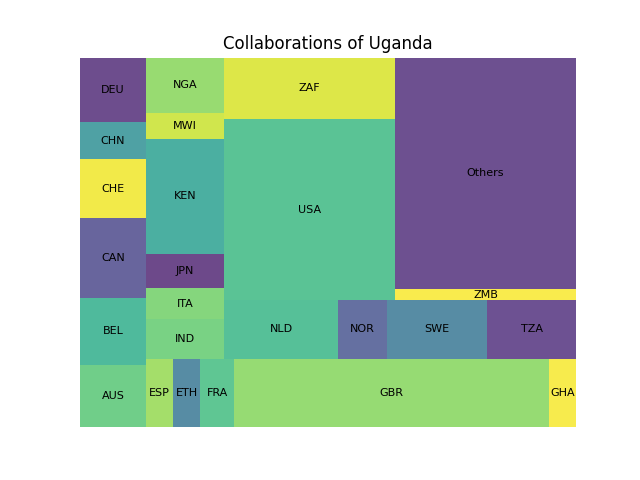 Collaborations of Uganda
DEU
NGA
ZAF
Others
MWI
CHN
CHE
KEN
USA
CAN
JPN
ITA
ZMB
BEL
IND
NLD
NOR
SWE
TZA
AUS
ESP
ETH
FRA
GBR
GHA